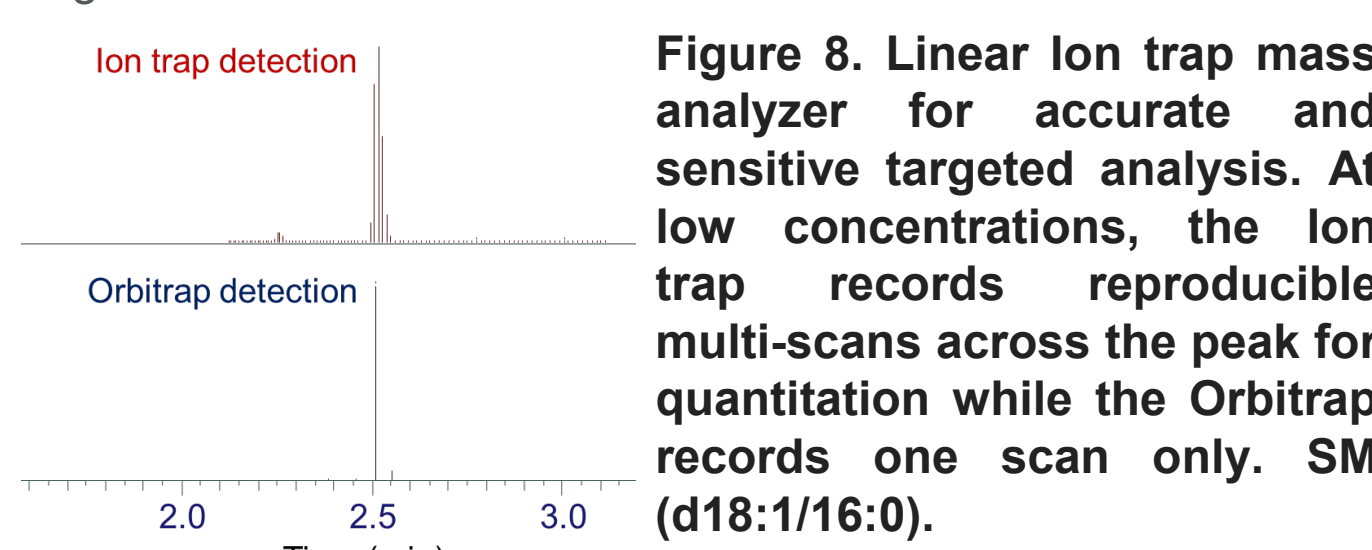 Ion trap detection
Orbitrap detection
2.0 2.5 3.0
Figure 8. Linear Ion trap mass
analyzer for accurate and
sensitive targeted analysis. At
low concentrations, the Ion
trap records reproducible
multi-scans across the peak for
quantitation while the Orbitrap
records one scan only. SM
(d18:1/16:0).